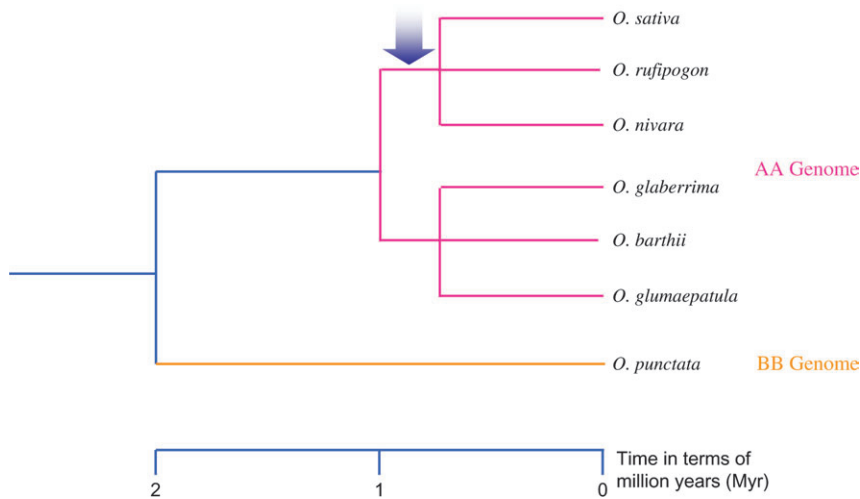 O. sativa
O. rufipogon
O. nivara
AA Genome
O. glaberrima
O. barthii
O. glumaepatula
O. punctata
BB Genome
Time in terms of
million years (Myr)
2
1
0